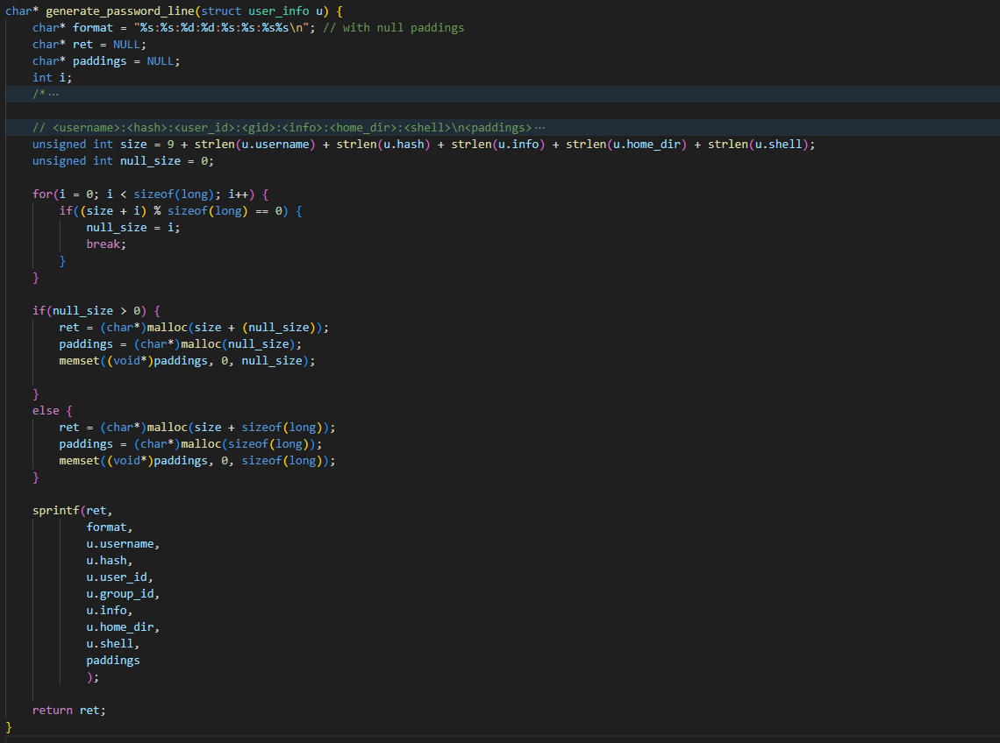 char* generate_password_line(struct user_info u) {
    char* format = "%s:%s:%d:%d:%s:%s:%s%s\n"; // with null paddings
    char* ret = NULL;
    char* paddings = NULL;
    int i;
    /* ···

    // <username>:<hash>:<user_id>:<gid>:<info>:<home_dir>:<shell>\n<paddings> ···
    unsigned int size = 9 + strlen(u.username) + strlen(u.hash) + strlen(u.info) + strlen(u.home_dir) + strlen(u.shell);
    unsigned int null_size = 0;

    for(i = 0; i < sizeof(long); i++) {
        if((size + i) % sizeof(long) == 0) {
            null_size = i;
            break;
        }
    }

    if(null_size > 0) {
        ret = (char*)malloc(size + (null_size));
        paddings = (char*)malloc(null_size);
        memset((void*)paddings, 0, null_size);

    }
    else {
        ret = (char*)malloc(size + sizeof(long));
        paddings = (char*)malloc(sizeof(long));
        memset((void*)paddings, 0, sizeof(long));
    }

    sprintf(ret,
            format,
            u.username,
            u.hash,
            u.user_id,
            u.group_id,
            u.info,
            u.home_dir,
            u.shell,
            paddings
            );

    return ret;
}